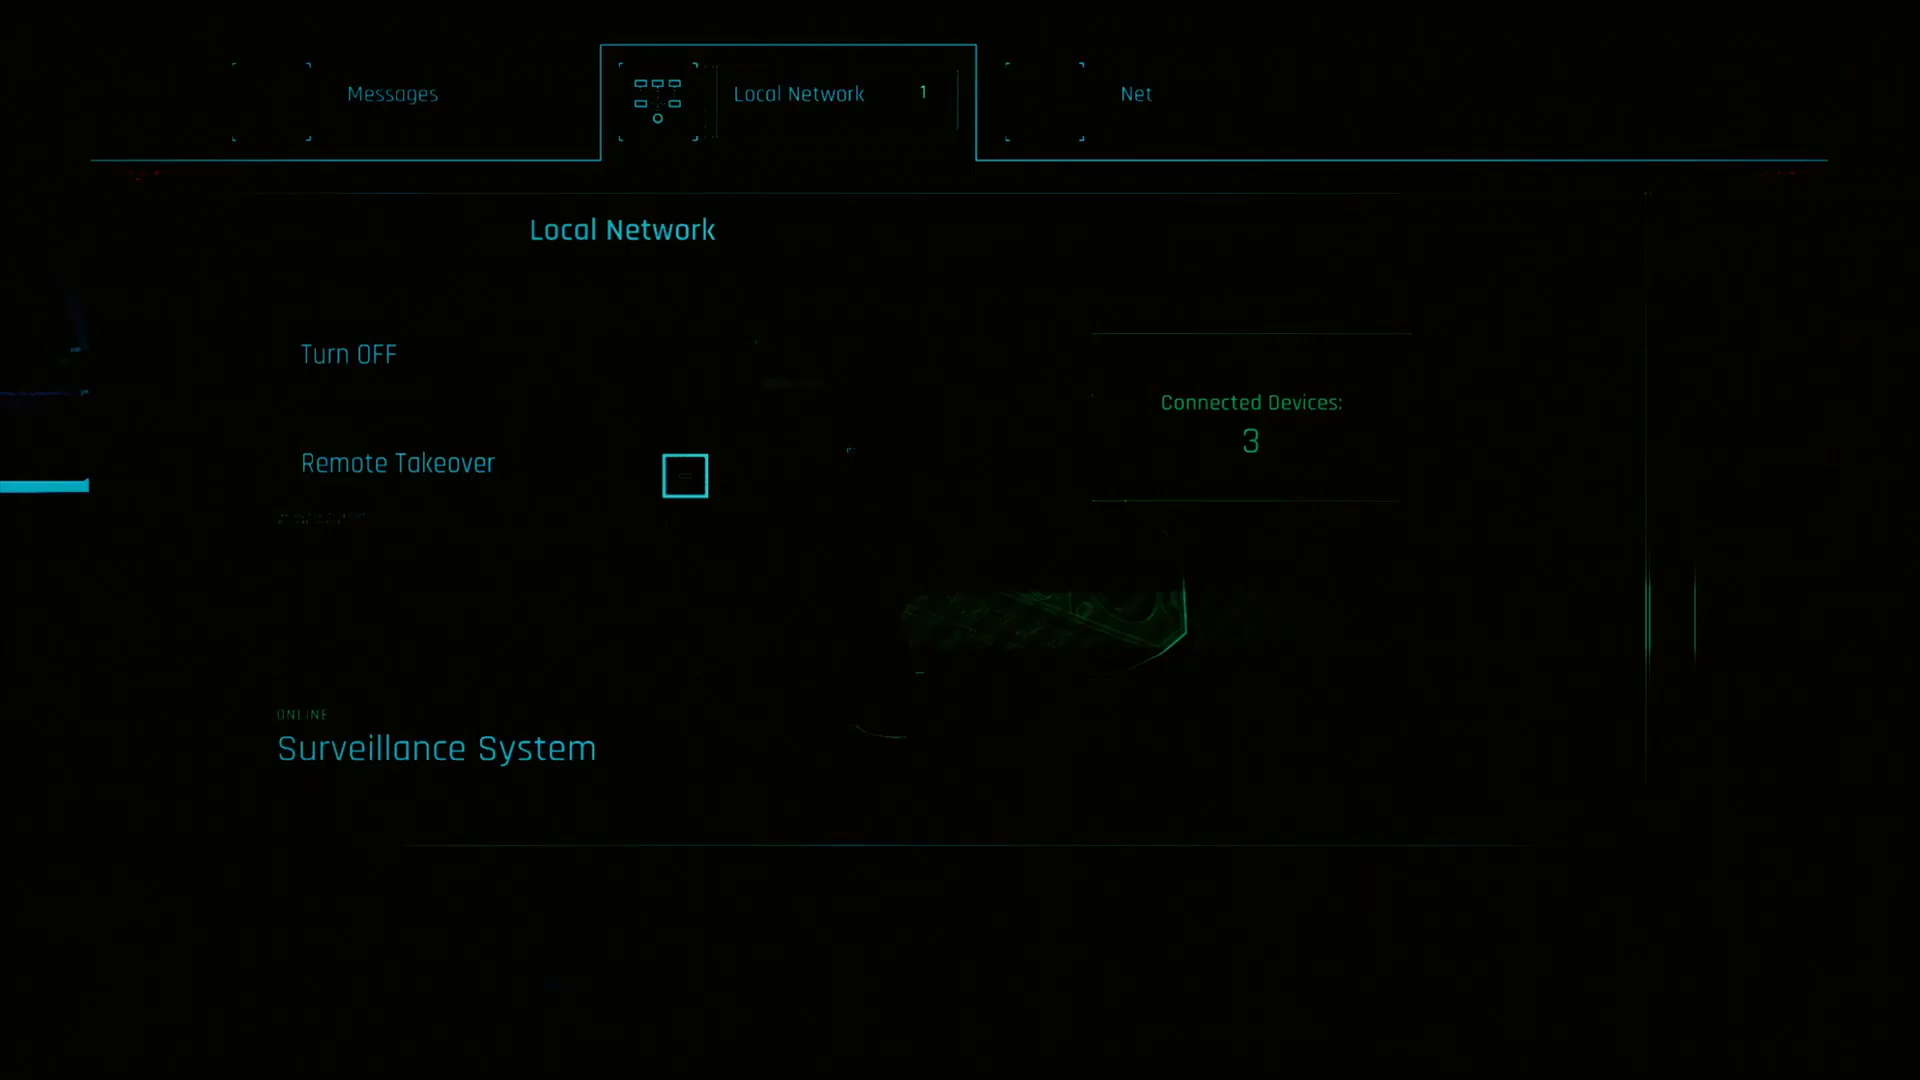 Messages
Local Network 1
Net
Local Network
Turn OFF
Connected Devices:
3
Remote Takeover
ONLINE
Surveillance System